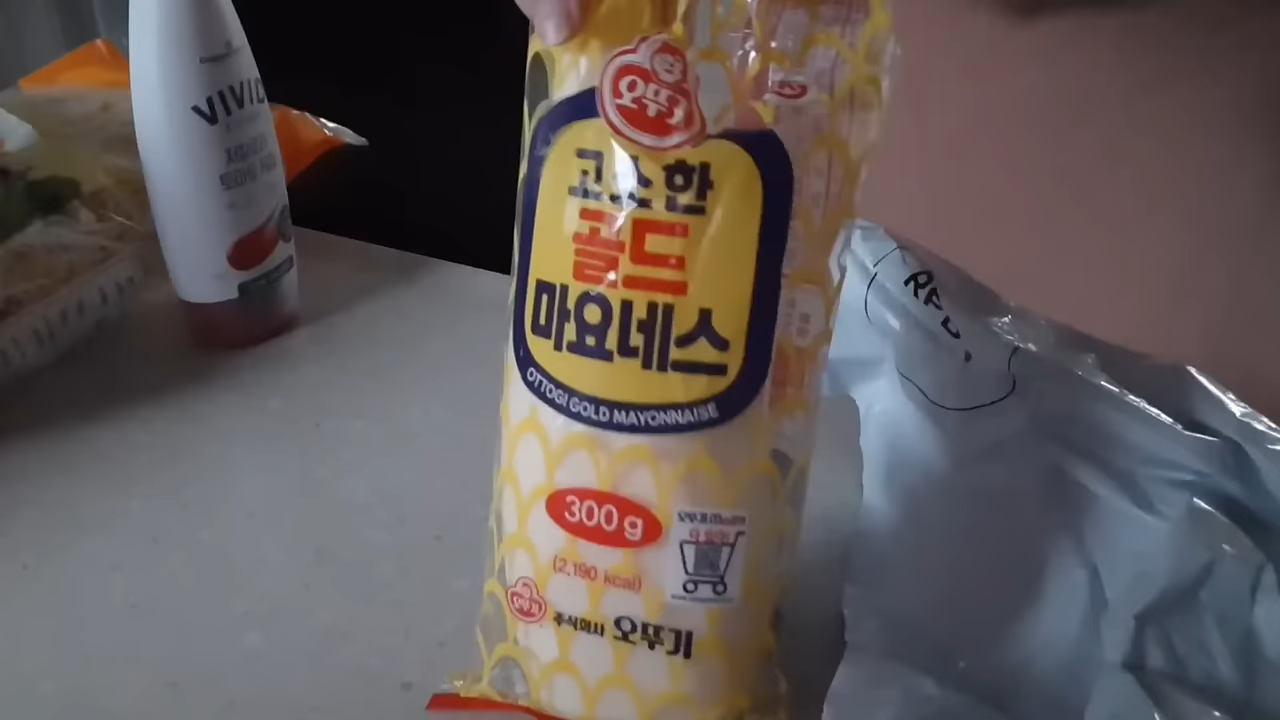 VIVID
오뚜기
고소한
골드
마요네스
OTTOGI GOLD MAYONNAISE
300 g
(2,190 kcal)
오뚜기
주식회사 오뚜기